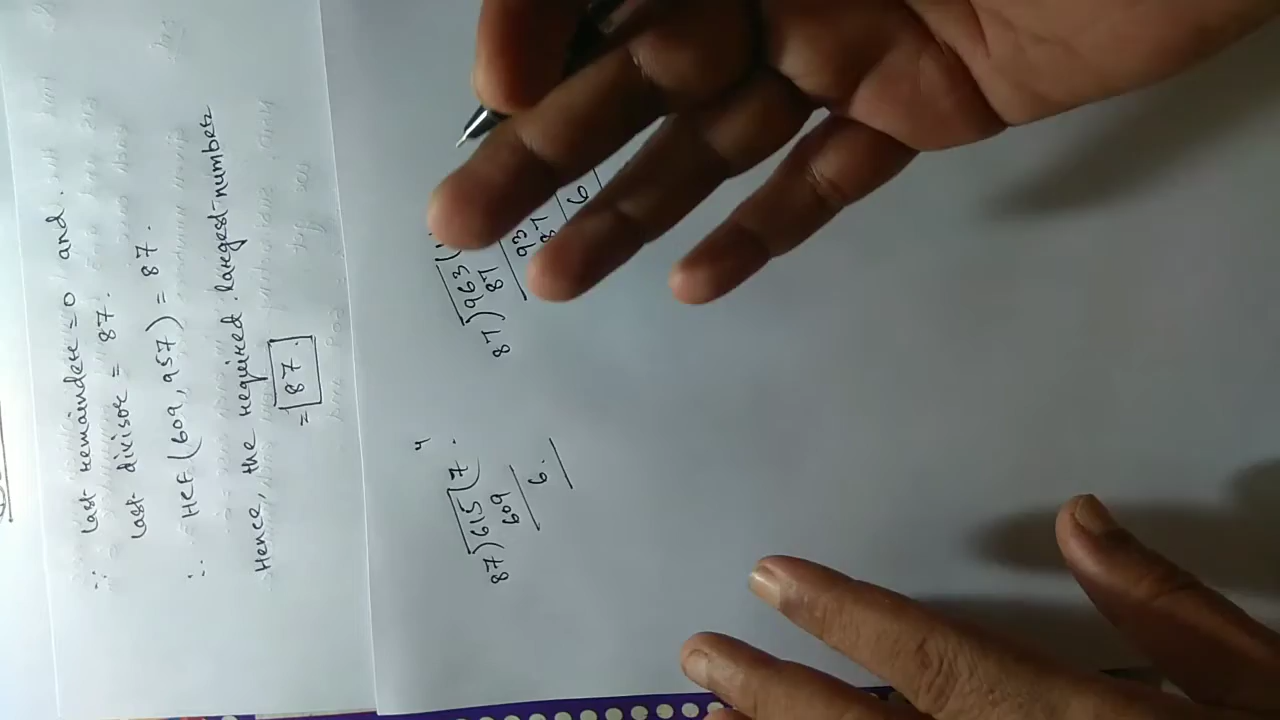 ∵ Last remainder = 0 and.
Last divisor = 87.
∴ HCF (609, 957) = 87.
Hence, the required largest number
= 87.
87)615(7.
609
6.
4
87)963(
87
93
87
6